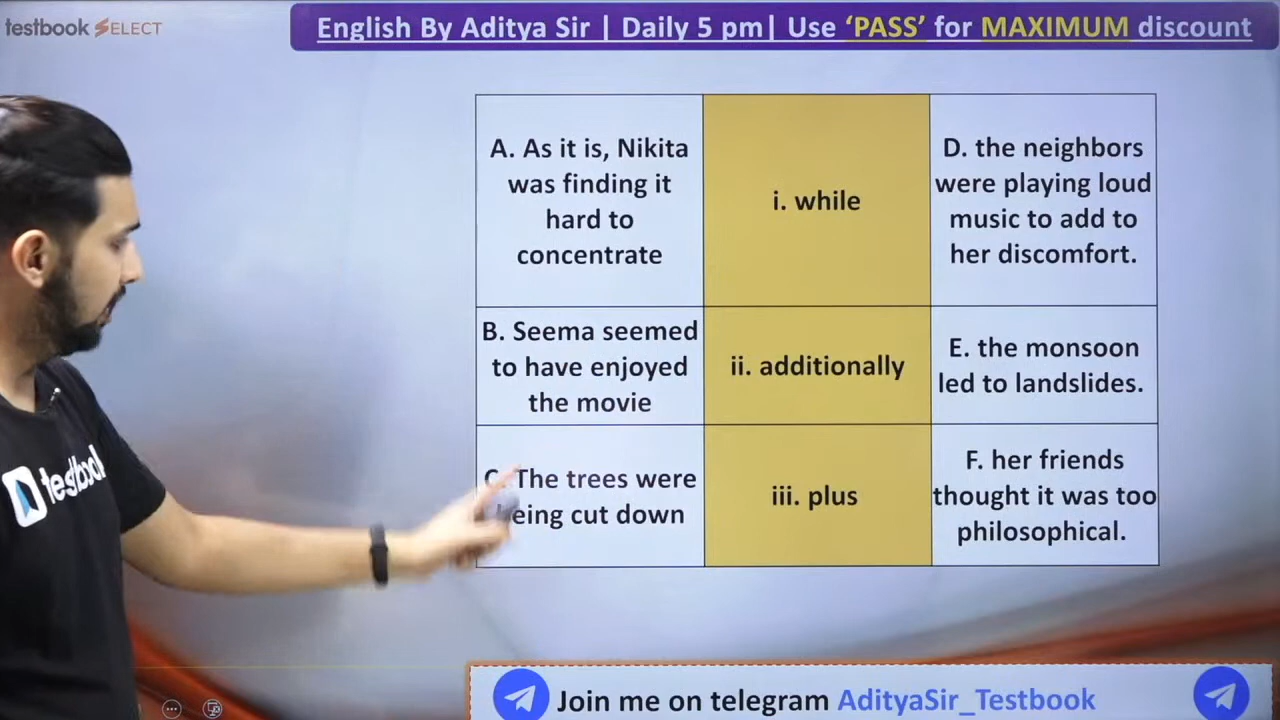 testbook SELECT
English By Aditya Sir | Daily 5 pm| Use ‘PASS’ for MAXIMUM discount
A. As it is, Nikita
was finding it
hard to
concentrate
i. while
D. the neighbors
were playing loud
music to add to
her discomfort.
B. Seema seemed
to have enjoyed
the movie
ii. additionally
E. the monsoon
led to landslides.
C. The trees were
being cut down
iii. plus
F. her friends
thought it was too
philosophical.
testbook
Join me on telegram AdityaSir_Testbook